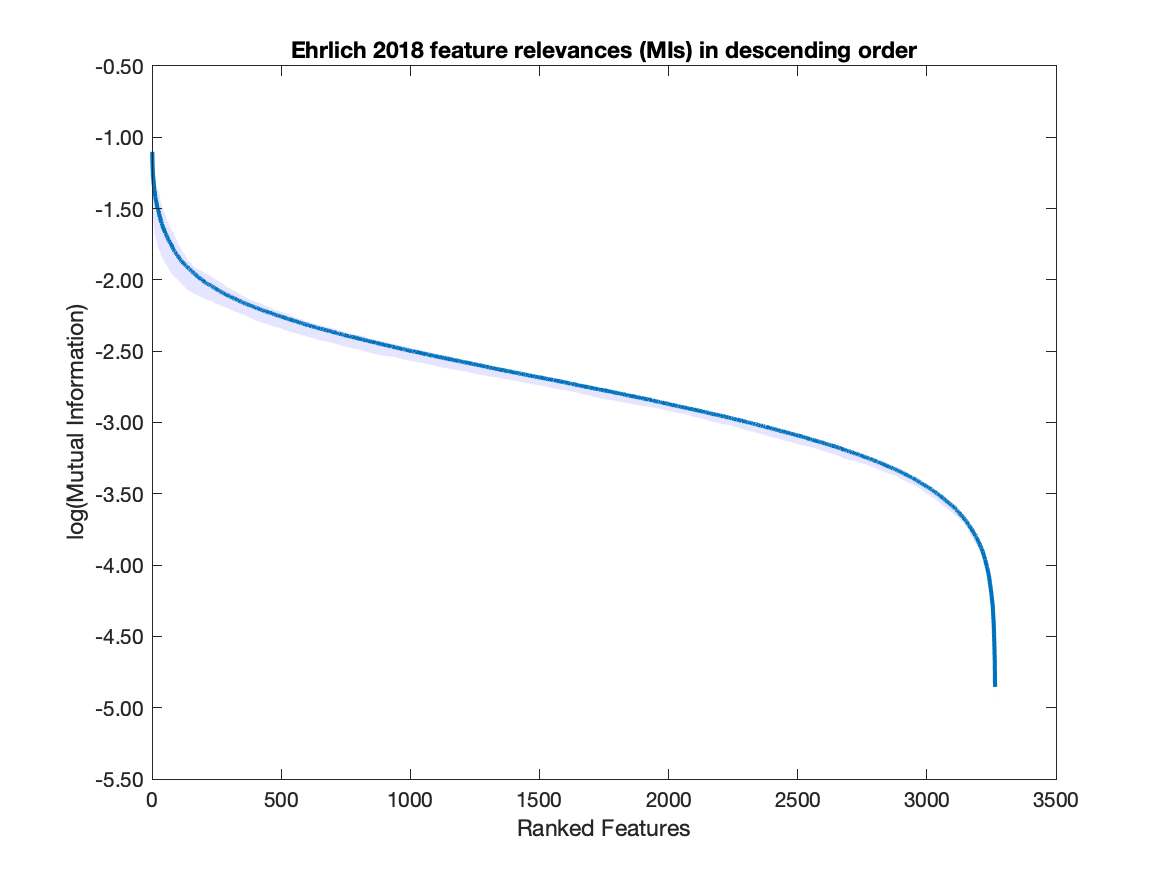 Ehrlich 2018 feature relevances (MIs) in descending order
-0.50
-1.00
-1.50
-2.00
-2.50
-3.00
-3.50
-4.00
-4.50
-5.00
-5.50
log(Mutual Information)
0 500 1000 1500 2000 2500 3000 3500
Ranked Features